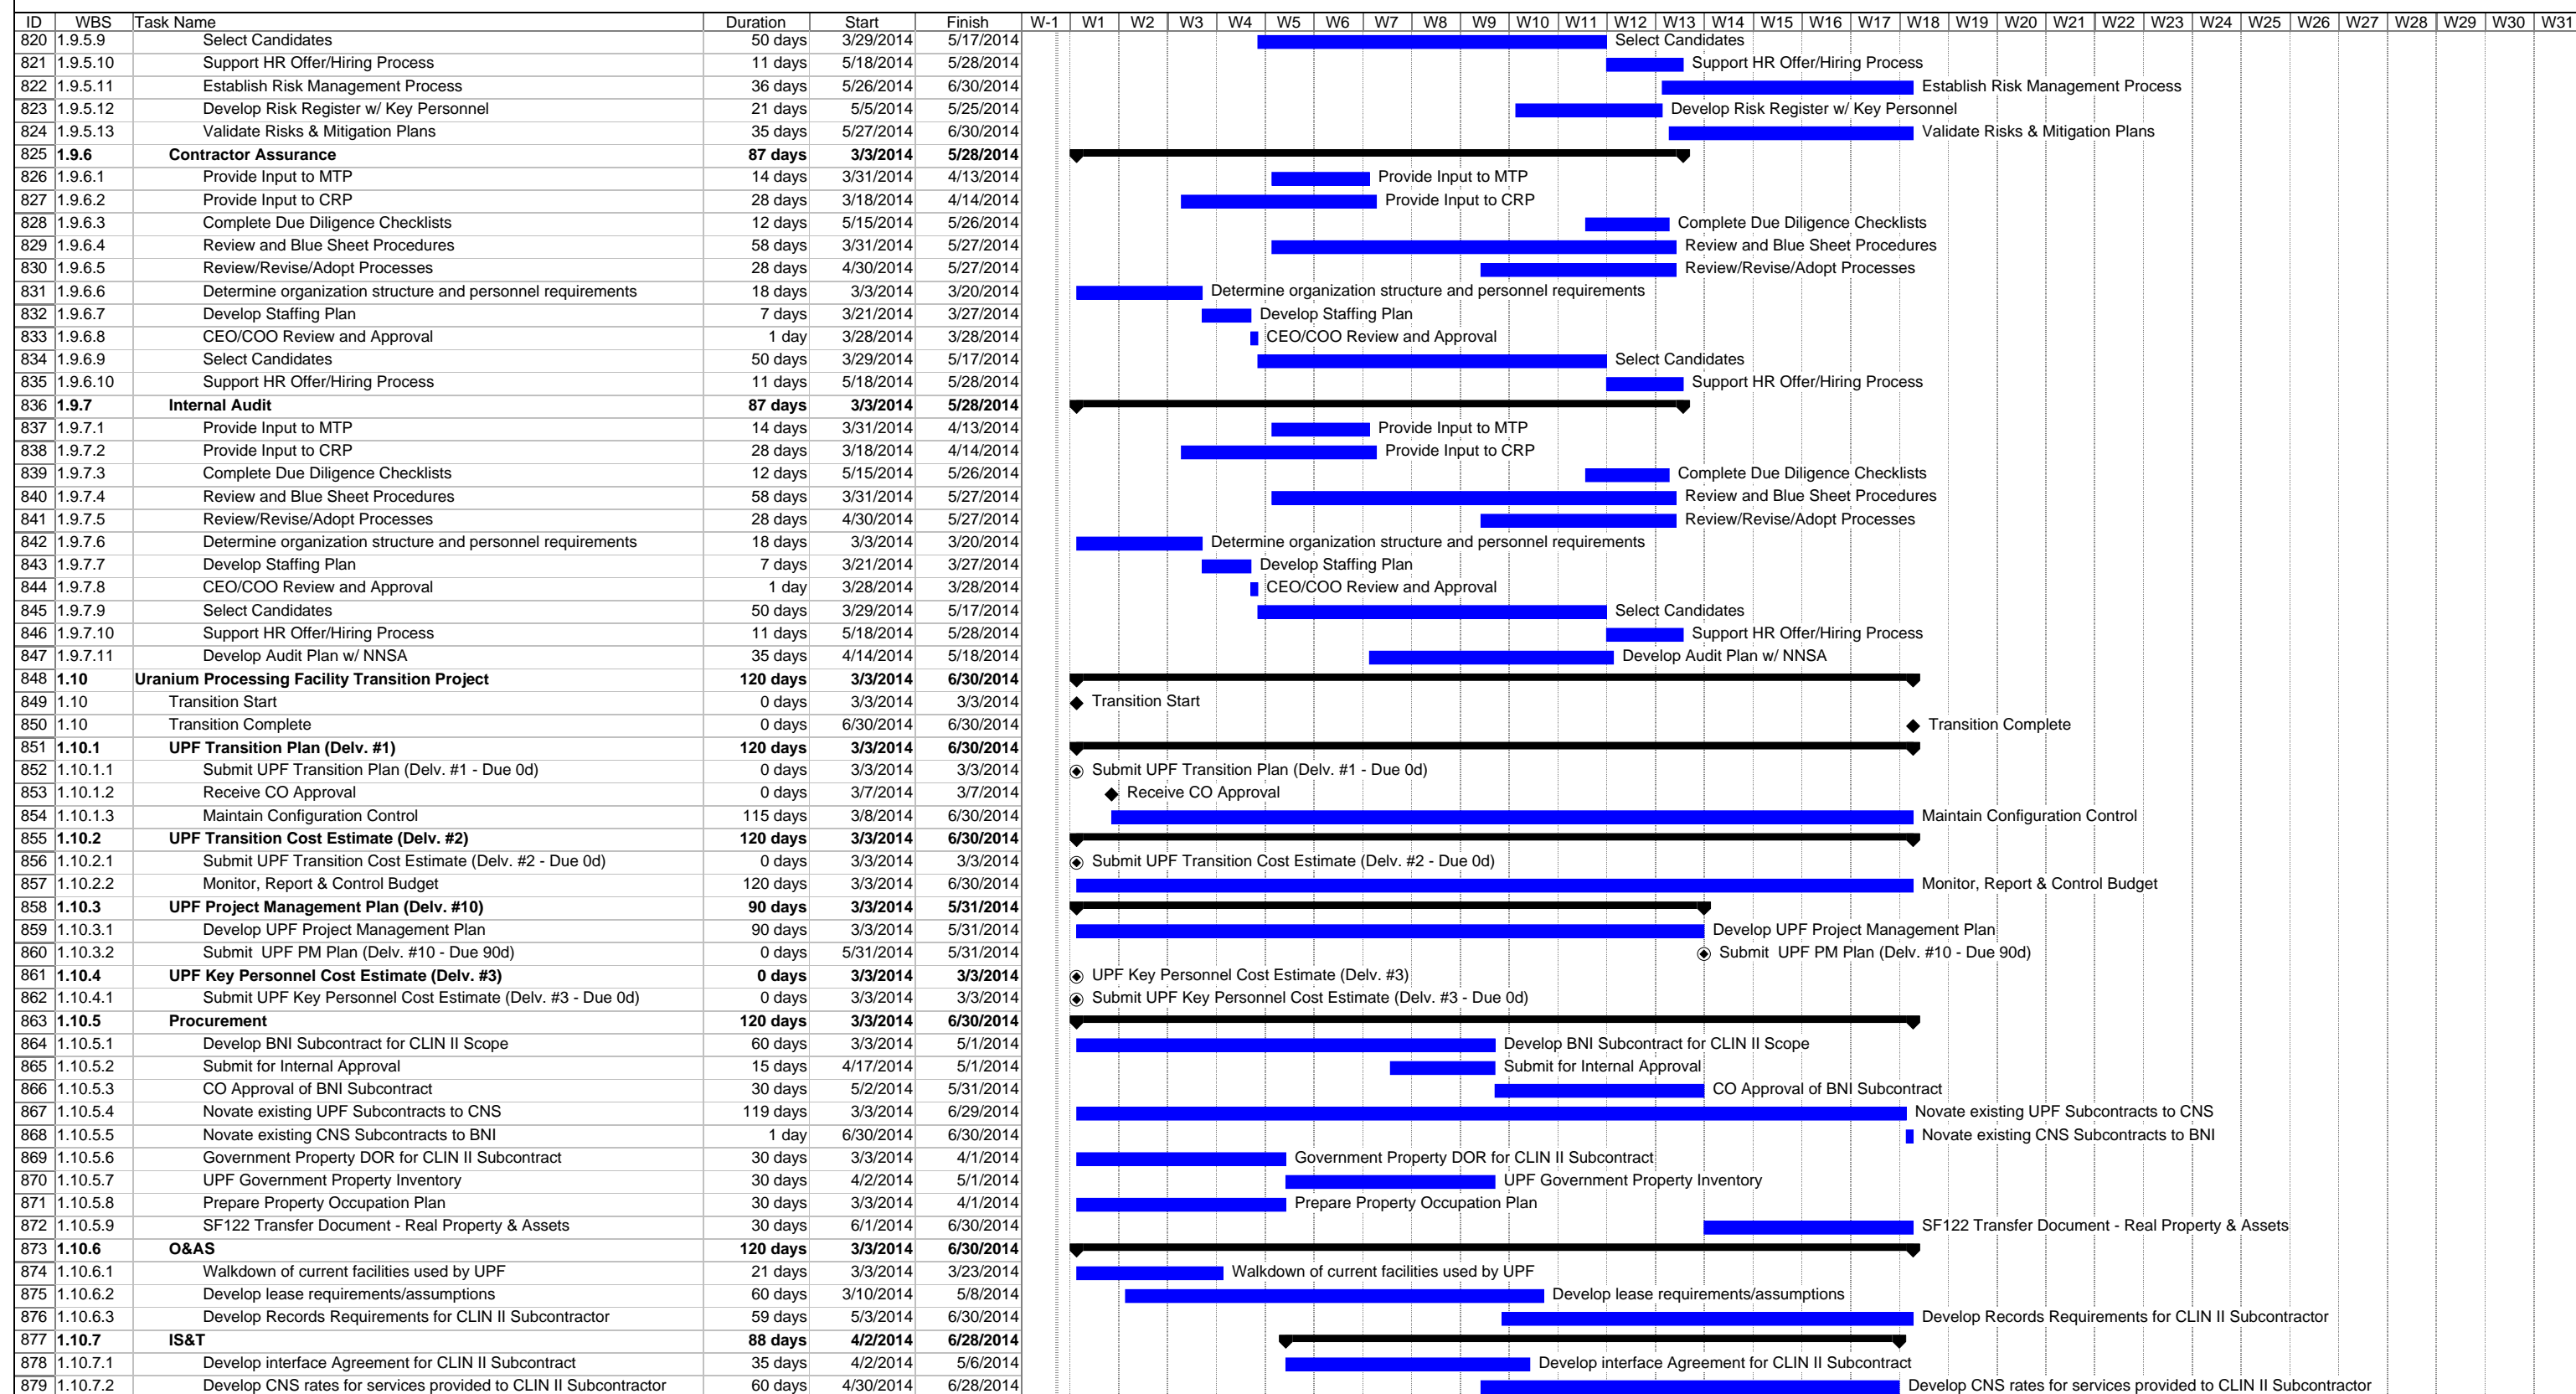 ID WBS Task Name Duration Start Finish W-1 W1 W2 W3 W4 W5 W6 W7 W8 W9 W10 W11 W12 W13 W14 W15 W16 W17 W18 W19 W20 W21 W22 W23 W24 W25 W26 W27 W28 W29 W30 W31
820 1.9.5.9 Select Candidates 50 days 3/29/2014 5/17/2014 Select Candidates
821 1.9.5.10 Support HR Offer/Hiring Process 11 days 5/18/2014 5/28/2014 Support HR Offer/Hiring Process
822 1.9.5.11 Establish Risk Management Process 36 days 5/26/2014 6/30/2014 Establish Risk Management Process
823 1.9.5.12 Develop Risk Register w/ Key Personnel 21 days 5/5/2014 5/25/2014 Develop Risk Register w/ Key Personnel
824 1.9.5.13 Validate Risks & Mitigation Plans 35 days 5/27/2014 6/30/2014 Validate Risks & Mitigation Plans
825 1.9.6 Contractor Assurance 87 days 3/3/2014 5/28/2014
826 1.9.6.1 Provide Input to MTP 14 days 3/31/2014 4/13/2014 Provide Input to MTP
827 1.9.6.2 Provide Input to CRP 28 days 3/18/2014 4/14/2014 Provide Input to CRP
828 1.9.6.3 Complete Due Diligence Checklists 12 days 5/15/2014 5/26/2014 Complete Due Diligence Checklists
829 1.9.6.4 Review and Blue Sheet Procedures 58 days 3/31/2014 5/27/2014 Review and Blue Sheet Procedures
830 1.9.6.5 Review/Revise/Adopt Processes 28 days 4/30/2014 5/27/2014 Review/Revise/Adopt Processes
831 1.9.6.6 Determine organization structure and personnel requirements 18 days 3/3/2014 3/20/2014 Determine organization structure and personnel requirements
832 1.9.6.7 Develop Staffing Plan 7 days 3/21/2014 3/27/2014 Develop Staffing Plan
833 1.9.6.8 CEO/COO Review and Approval 1 day 3/28/2014 3/28/2014 CEO/COO Review and Approval
834 1.9.6.9 Select Candidates 50 days 3/29/2014 5/17/2014 Select Candidates
835 1.9.6.10 Support HR Offer/Hiring Process 11 days 5/18/2014 5/28/2014 Support HR Offer/Hiring Process
836 1.9.7 Internal Audit 87 days 3/3/2014 5/28/2014
837 1.9.7.1 Provide Input to MTP 14 days 3/31/2014 4/13/2014 Provide Input to MTP
838 1.9.7.2 Provide Input to CRP 28 days 3/18/2014 4/14/2014 Provide Input to CRP
839 1.9.7.3 Complete Due Diligence Checklists 12 days 5/15/2014 5/26/2014 Complete Due Diligence Checklists
840 1.9.7.4 Review and Blue Sheet Procedures 58 days 3/31/2014 5/27/2014 Review and Blue Sheet Procedures
841 1.9.7.5 Review/Revise/Adopt Processes 28 days 4/30/2014 5/27/2014 Review/Revise/Adopt Processes
842 1.9.7.6 Determine organization structure and personnel requirements 18 days 3/3/2014 3/20/2014 Determine organization structure and personnel requirements
843 1.9.7.7 Develop Staffing Plan 7 days 3/21/2014 3/27/2014 Develop Staffing Plan
844 1.9.7.8 CEO/COO Review and Approval 1 day 3/28/2014 3/28/2014 CEO/COO Review and Approval
845 1.9.7.9 Select Candidates 50 days 3/29/2014 5/17/2014 Select Candidates
846 1.9.7.10 Support HR Offer/Hiring Process 11 days 5/18/2014 5/28/2014 Support HR Offer/Hiring Process
847 1.9.7.11 Develop Audit Plan w/ NNSA 35 days 4/14/2014 5/18/2014 Develop Audit Plan w/ NNSA
848 1.10 Uranium Processing Facility Transition Project 120 days 3/3/2014 6/30/2014
849 1.10 Transition Start 0 days 3/3/2014 3/3/2014 Transition Start
850 1.10 Transition Complete 0 days 6/30/2014 6/30/2014 Transition Complete
851 1.10.1 UPF Transition Plan (Delv. #1) 120 days 3/3/2014 6/30/2014
852 1.10.1.1 Submit UPF Transition Plan (Delv. #1 - Due 0d) 0 days 3/3/2014 3/3/2014 Submit UPF Transition Plan (Delv. #1 - Due 0d)
853 1.10.1.2 Receive CO Approval 0 days 3/7/2014 3/7/2014 Receive CO Approval
854 1.10.1.3 Maintain Configuration Control 115 days 3/8/2014 6/30/2014 Maintain Configuration Control
855 1.10.2 UPF Transition Cost Estimate (Delv. #2) 120 days 3/3/2014 6/30/2014
856 1.10.2.1 Submit UPF Transition Cost Estimate (Delv. #2 - Due 0d) 0 days 3/3/2014 3/3/2014 Submit UPF Transition Cost Estimate (Delv. #2 - Due 0d)
857 1.10.2.2 Monitor, Report & Control Budget 120 days 3/3/2014 6/30/2014 Monitor, Report & Control Budget
858 1.10.3 UPF Project Management Plan (Delv. #10) 90 days 3/3/2014 5/31/2014
859 1.10.3.1 Develop UPF Project Management Plan 90 days 3/3/2014 5/31/2014 Develop UPF Project Management Plan
860 1.10.3.2 Submit UPF PM Plan (Delv. #10 - Due 90d) 0 days 5/31/2014 5/31/2014 Submit UPF PM Plan (Delv. #10 - Due 90d)
861 1.10.4 UPF Key Personnel Cost Estimate (Delv. #3) 0 days 3/3/2014 3/3/2014 UPF Key Personnel Cost Estimate (Delv. #3)
862 1.10.4.1 Submit UPF Key Personnel Cost Estimate (Delv. #3 - Due 0d) 0 days 3/3/2014 3/3/2014 Submit UPF Key Personnel Cost Estimate (Delv. #3 - Due 0d)
863 1.10.5 Procurement 120 days 3/3/2014 6/30/2014
864 1.10.5.1 Develop BNI Subcontract for CLIN II Scope 60 days 3/3/2014 5/1/2014 Develop BNI Subcontract for CLIN II Scope
865 1.10.5.2 Submit for Internal Approval 15 days 4/17/2014 5/1/2014 Submit for Internal Approval
866 1.10.5.3 CO Approval of BNI Subcontract 30 days 5/2/2014 5/31/2014 CO Approval of BNI Subcontract
867 1.10.5.4 Novate existing UPF Subcontracts to CNS 119 days 3/3/2014 6/29/2014 Novate existing UPF Subcontracts to CNS
868 1.10.5.5 Novate existing CNS Subcontracts to BNI 1 day 6/30/2014 6/30/2014 Novate existing CNS Subcontracts to BNI
869 1.10.5.6 Government Property DOR for CLIN II Subcontract 30 days 3/3/2014 4/1/2014 Government Property DOR for CLIN II Subcontract
870 1.10.5.7 UPF Government Property Inventory 30 days 4/2/2014 5/1/2014 UPF Government Property Inventory
871 1.10.5.8 Prepare Property Occupation Plan 30 days 3/3/2014 4/1/2014 Prepare Property Occupation Plan
872 1.10.5.9 SF122 Transfer Document - Real Property & Assets 30 days 6/1/2014 6/30/2014 SF122 Transfer Document - Real Property & Assets
873 1.10.6 O&AS 120 days 3/3/2014 6/30/2014
874 1.10.6.1 Walkdown of current facilities used by UPF 21 days 3/3/2014 3/23/2014 Walkdown of current facilities used by UPF
875 1.10.6.2 Develop lease requirements/assumptions 60 days 3/10/2014 5/8/2014 Develop lease requirements/assumptions
876 1.10.6.3 Develop Records Requirements for CLIN II Subcontractor 59 days 5/3/2014 6/30/2014 Develop Records Requirements for CLIN II Subcontractor
877 1.10.7 IS&T 88 days 4/2/2014 6/28/2014
878 1.10.7.1 Develop interface Agreement for CLIN II Subcontract 35 days 4/2/2014 5/6/2014 Develop interface Agreement for CLIN II Subcontract
879 1.10.7.2 Develop CNS rates for services provided to CLIN II Subcontractor 60 days 4/30/2014 6/28/2014 Develop CNS rates for services provided to CLIN II Subcontractor